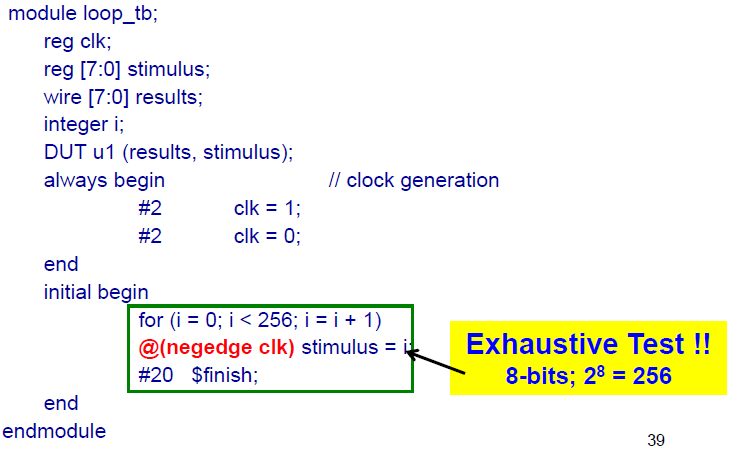 module loop_tb;
reg clk;
reg [7:0] stimulus;
wire [7:0] results;
integer i;
DUT u1 (results, stimulus);
always begin // clock generation
#2 clk = 1;
#2 clk = 0;
end
initial begin
for (i = 0; i < 256; i = i + 1)
@(negedge clk) stimulus = i;
#20 $finish;
end
endmodule
Exhaustive Test !!
8-bits; 2⁸ = 256
39